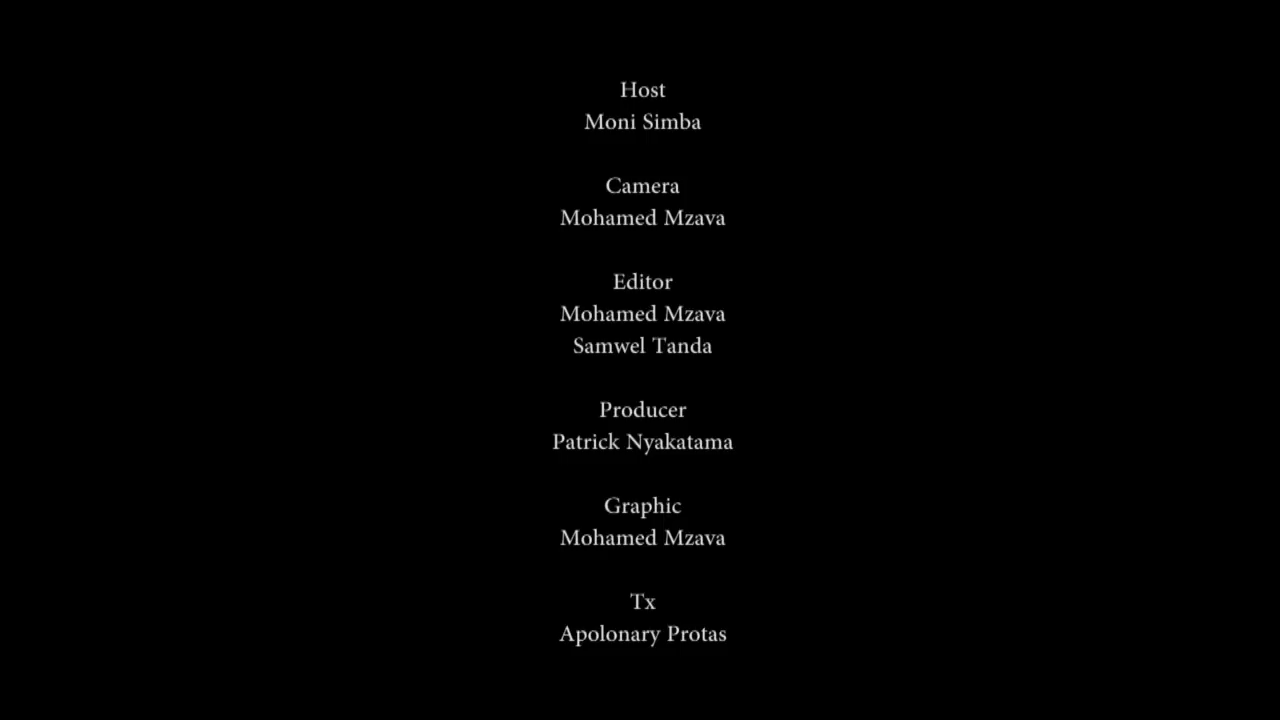 Host
Moni Simba
Camera
Mohamed Mzava
Editor
Mohamed Mzava
Samwel Tanda
Producer
Patrick Nyakatama
Graphic
Mohamed Mzava
Tx
Apolonary Protas